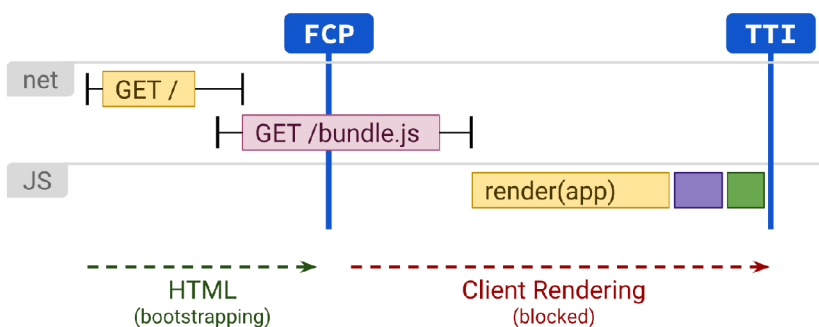 FCP
TTI
net
GET /
GET /bundle.js
JS
render(app)
HTML
(bootstrapping)
Client Rendering
(blocked)